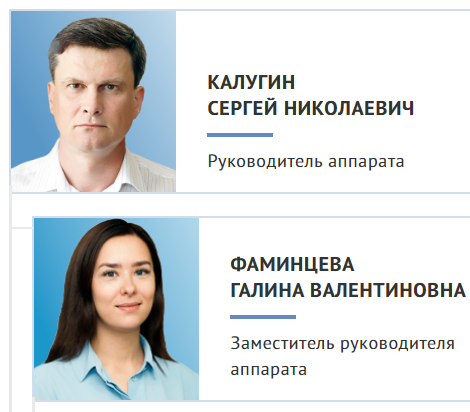 КАЛУГИН
СЕРГЕЙ НИКОЛАЕВИЧ
Руководитель аппарата
ФАМИНЦЕВА
ГАЛИНА ВАЛЕНТИНОВНА
Заместитель руководителя
аппарата